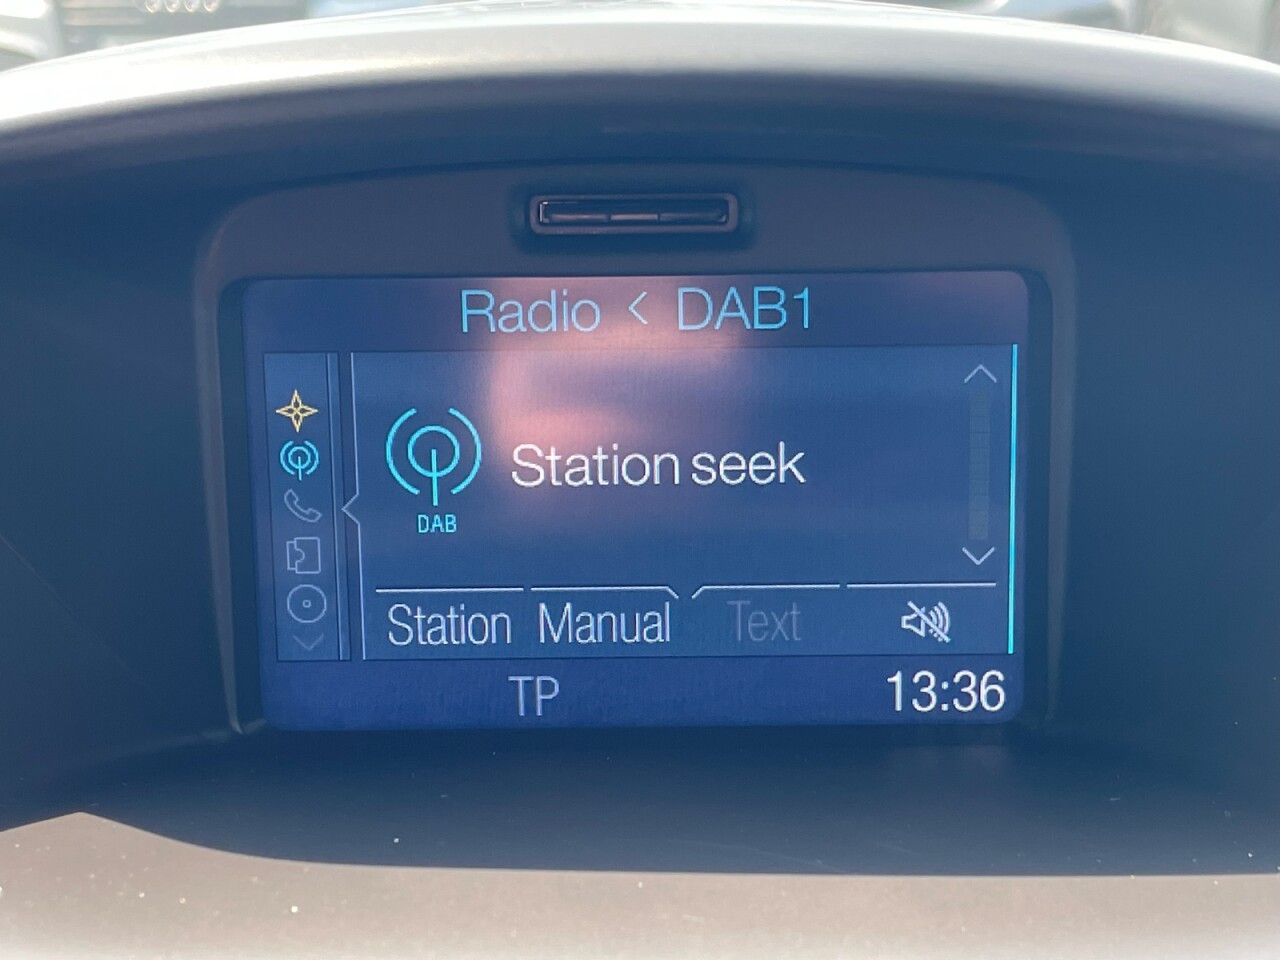 Radio < DAB1
Station seek
DAB
Station Manual Text
TP 13:36